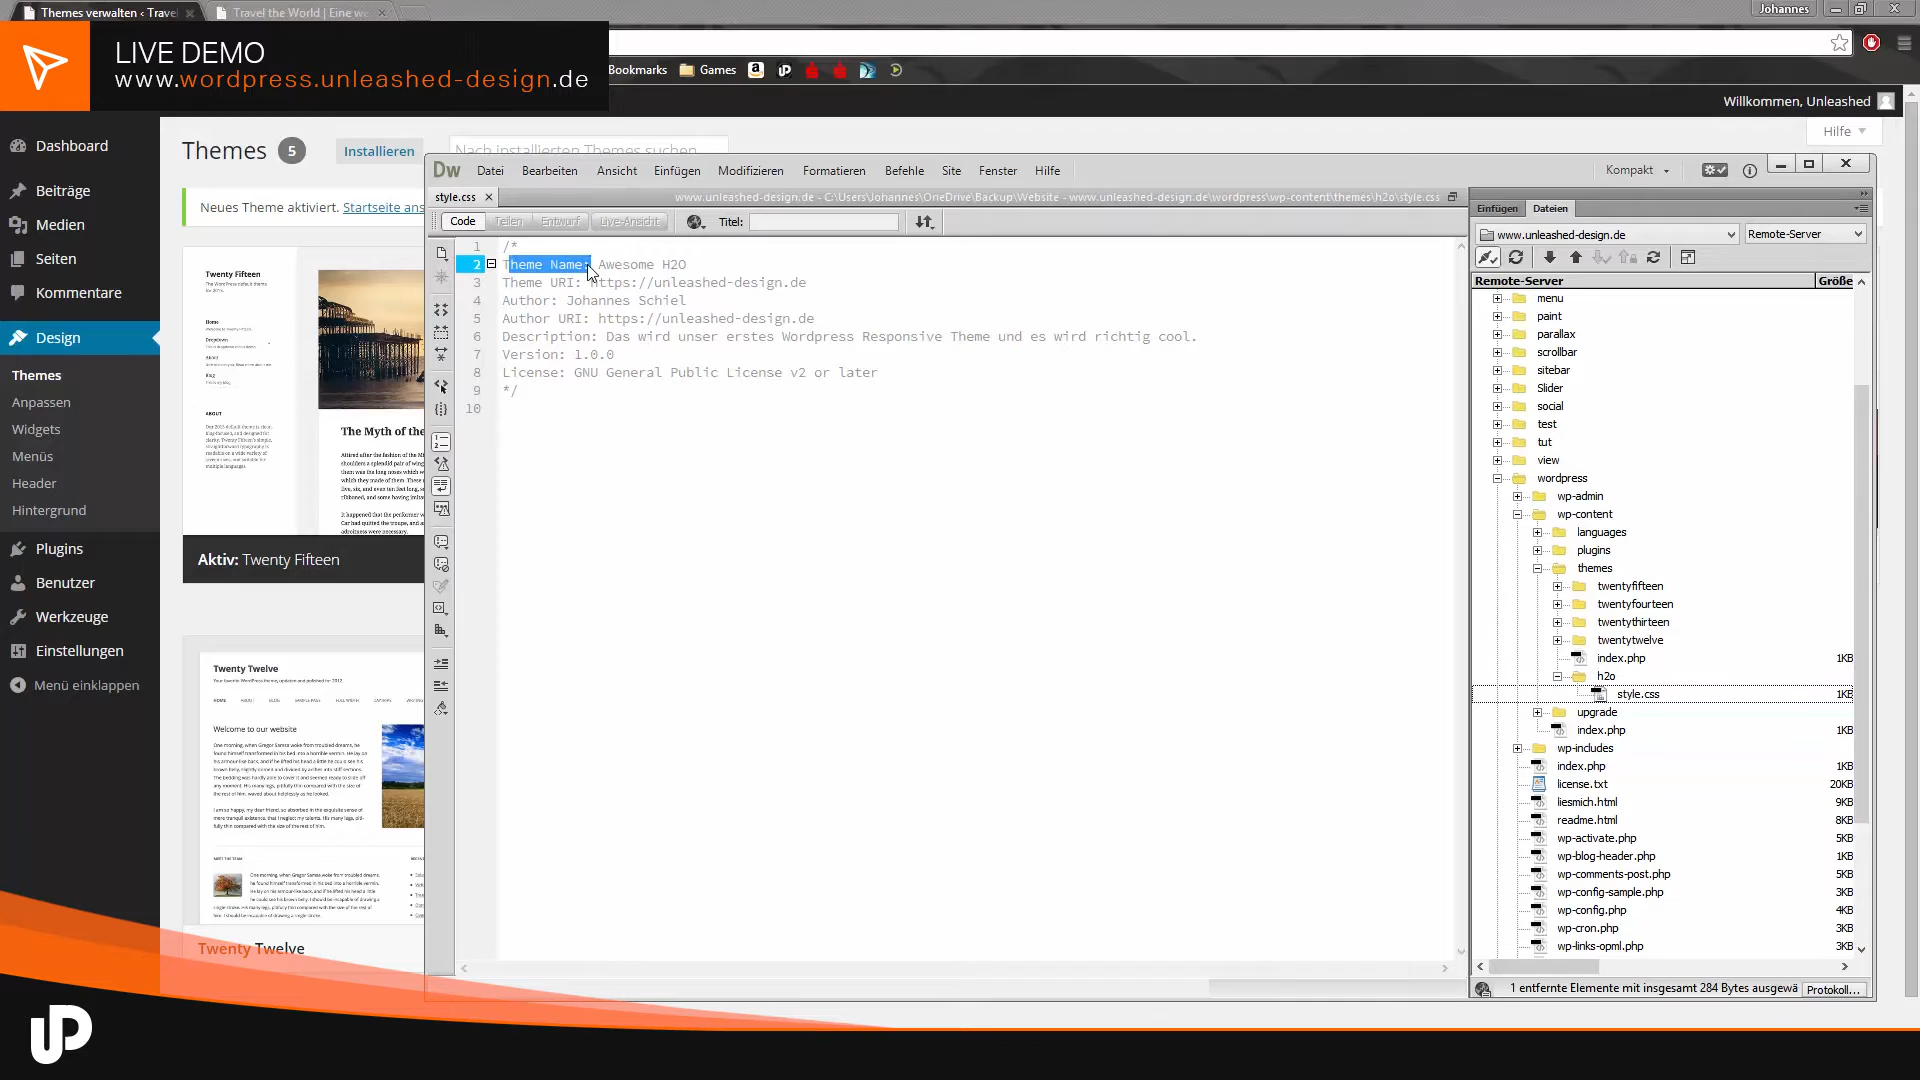 Themes verwalten ‹ Travel
Travel the World | Eine we
Johannes
LIVE DEMO
www.wordpress.unleashed-design.de
Bookmarks
Games
Willkommen, Unleashed
Hilfe
Dashboard
Beiträge
Medien
Seiten
Kommentare
Design
Themes
Anpassen
Widgets
Menüs
Header
Hintergrund
Plugins
Benutzer
Werkzeuge
Einstellungen
Menü einklappen
Themes 5
Installieren
Nach installierten Themes suchen
Neues Theme aktiviert. Startseite ans
Twenty Fifteen
The Myth of the
Aktiv: Twenty Fifteen
Twenty Twelve
Welcome to our website
Twenty Twelve
Dw Datei Bearbeiten Ansicht Einfügen Modifizieren Formatieren Befehle Site Fenster Hilfe
Kompakt
style.css
www.unleashed-design.de - C:\Users\Johannes\OneDrive\Backup\Website - www.unleashed-design.de\wordpress\wp-content\themes\h2o\style.css
Code Teilen Entwurf Live-Ansicht Titel:
1 /*
2 Theme Name: Awesome H2O
3 Theme URI: https://unleashed-design.de
4 Author: Johannes Schiel
5 Author URI: https://unleashed-design.de
6 Description: Das wird unser erstes Wordpress Responsive Theme und es wird richtig cool.
7 Version: 1.0.0
8 License: GNU General Public License v2 or later
9 */
10
Einfügen Dateien
www.unleashed-design.de Remote-Server
Remote-Server Größe
menu
paint
parallax
scrollbar
sitebar
Slider
social
test
tut
view
wordpress
wp-admin
wp-content
languages
plugins
themes
twentyfifteen
twentyfourteen
twentythirteen
twentytwelve
index.php 1KB
h2o
style.css 1KB
upgrade
index.php 1KB
wp-includes
index.php 1KB
license.txt 20KB
liesmich.html 9KB
readme.html 8KB
wp-activate.php 5KB
wp-blog-header.php 1KB
wp-comments-post.php 5KB
wp-config-sample.php 3KB
wp-config.php 4KB
wp-cron.php 3KB
wp-links-opml.php 3KB
1 entfernte Elemente mit insgesamt 284 Bytes ausgewä
Protokoll...